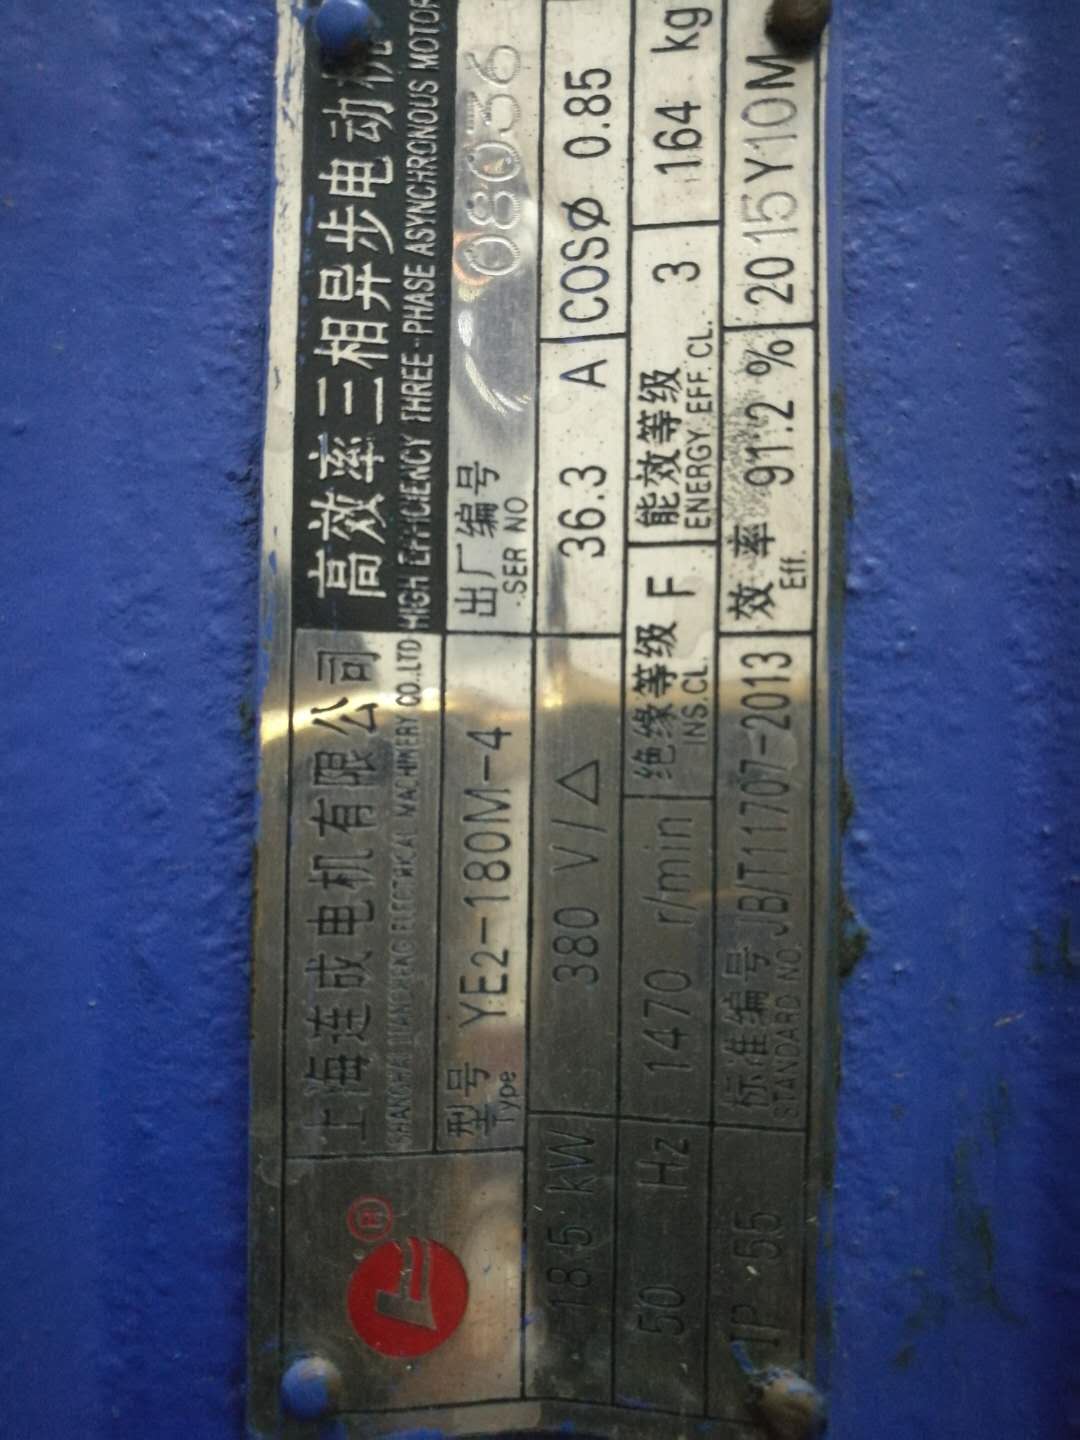 上海连成电机有限公司
SHANGHAI LIANCHENG ELECTRICAL MACHINERY CO.,LTD
高效率三相异步电动机
HIGH EFFICIENCY THREE-PHASE ASYNCHRONOUS MOTOR
型号 YE2-180M-4
Type
出厂编号 08036
SER NO
18.5 kW 380 V/△ 36.3 A COSØ 0.85
50 Hz 1470 r/min 绝缘等级 F 能效等级 3 164 kg
INS.CL. ENERGY.EFF.CL.
IP 55 标准编号 JB/T11707-2013 效率 91.2 % 2015Y10M
STANDARD NO. Eff.
R